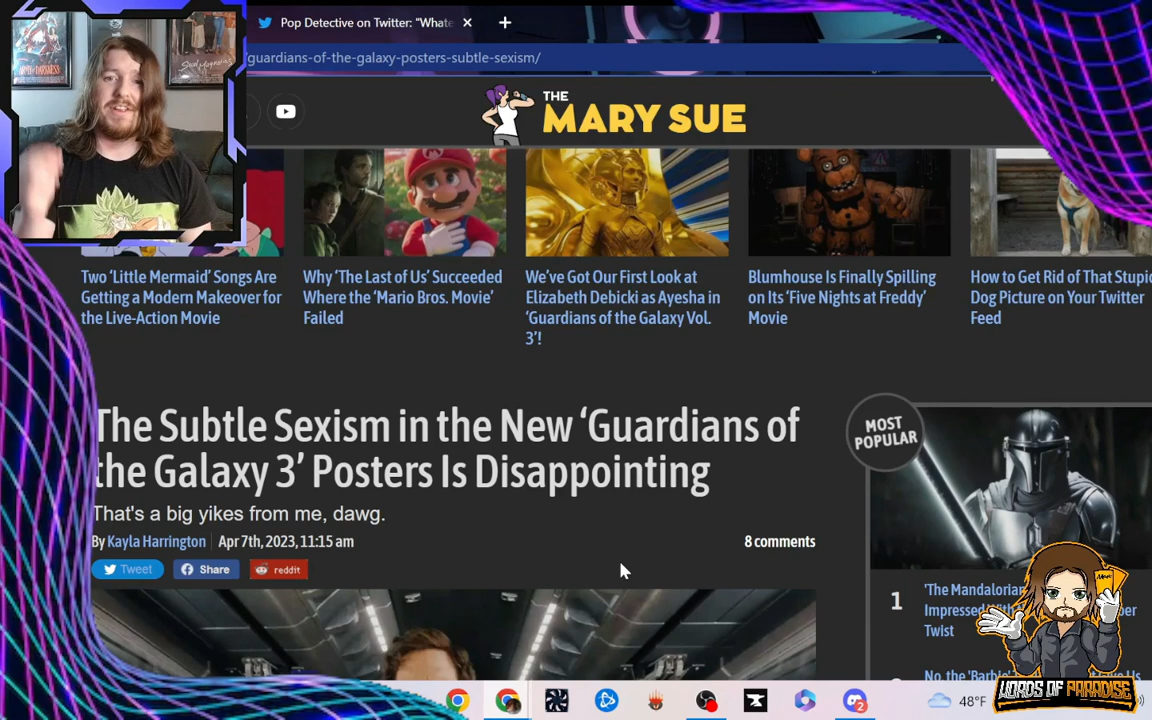 Pop Detective on Twitter: "Whate
guardians-of-the-galaxy-posters-subtle-sexism/
THE
MARY SUE
Two ‘Little Mermaid’ Songs Are
Getting a Modern Makeover for
the Live-Action Movie
Why ‘The Last of Us’ Succeeded
Where the ‘Mario Bros. Movie’
Failed
We’ve Got Our First Look at
Elizabeth Debicki as Ayesha in
‘Guardians of the Galaxy Vol.
3’!
Blumhouse Is Finally Spilling
on Its ‘Five Nights at Freddy’
Movie
How to Get Rid of That Stupid
Dog Picture on Your Twitter
Feed
The Subtle Sexism in the New ‘Guardians of
the Galaxy 3’ Posters Is Disappointing
That's a big yikes from me, dawg.
By Kayla Harrington Apr 7th, 2023, 11:15 am
8 comments
Tweet
Share
reddit
MOST
POPULAR
1
'The Mandalorian
Impressed
Twist
No, the 'Barbie'
Us
WORDS OF PARADISE
2
48°F